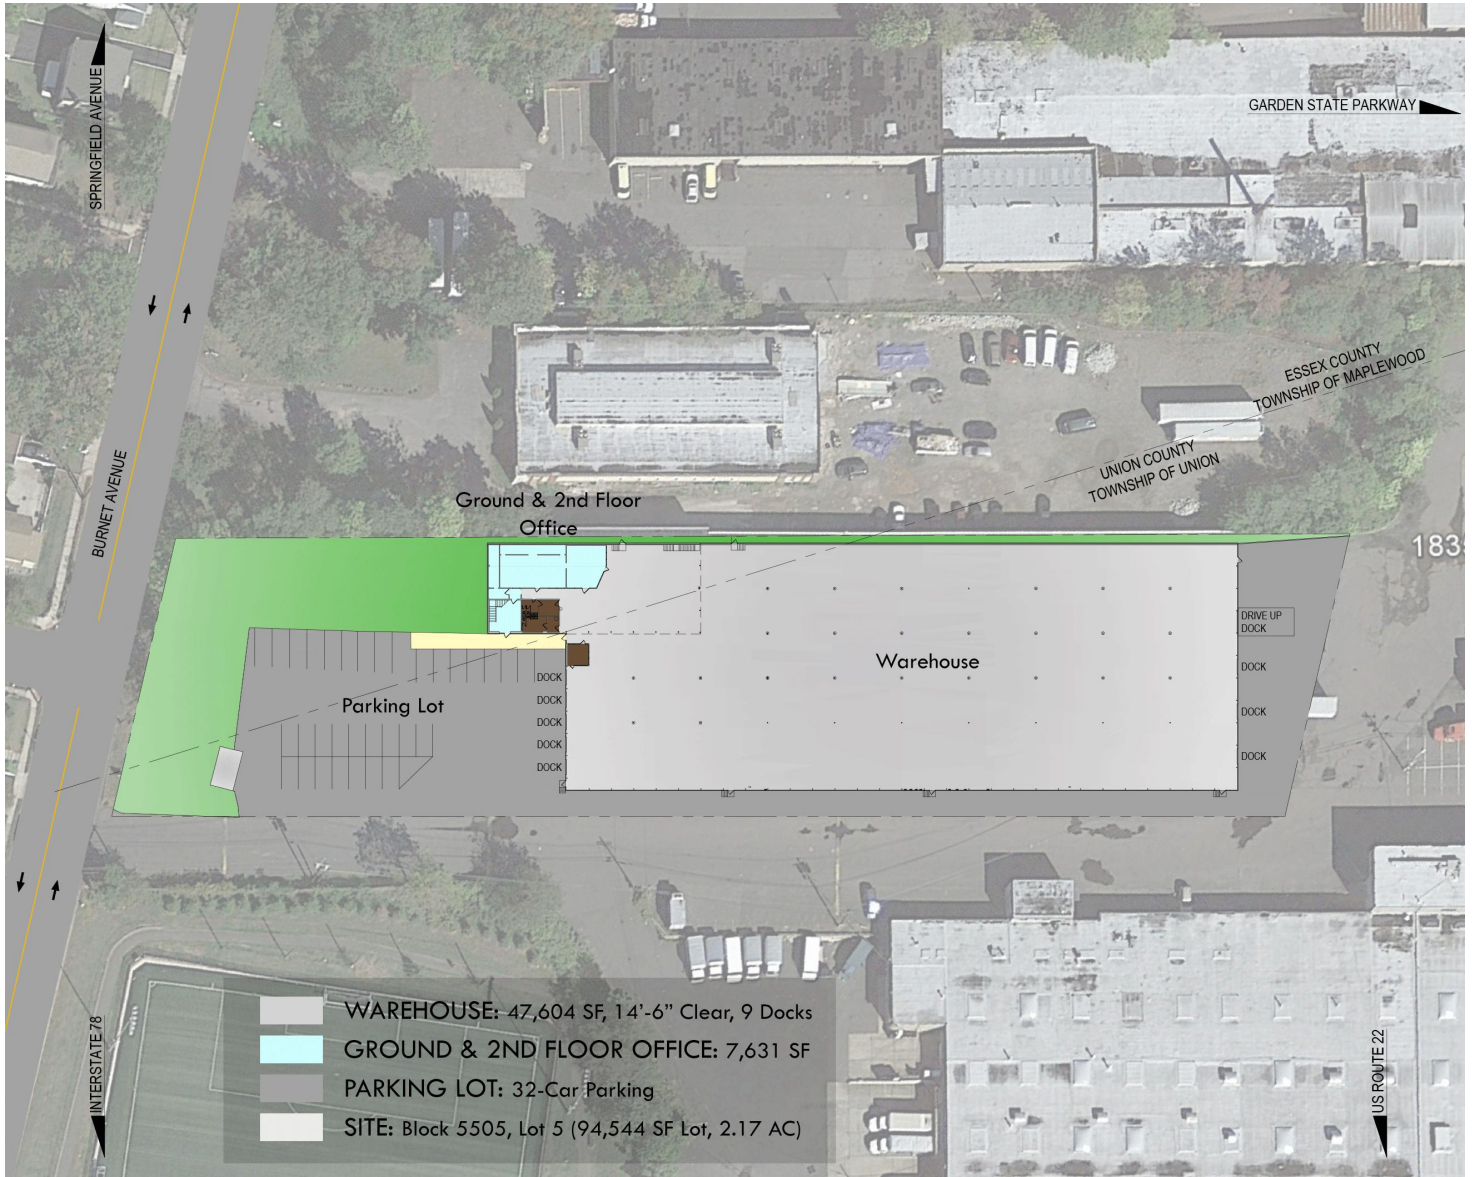 SPRINGFIELD AVENUE
GARDEN STATE PARKWAY
ESSEX COUNTY
TOWNSHIP OF MAPLEWOOD
UNION COUNTY
TOWNSHIP OF UNION
BURNET AVENUE
Ground & 2nd Floor
Office
DRIVE UP
DOCK
Warehouse
DOCK
DOCK
DOCK
Parking Lot
DOCK
DOCK
DOCK
DOCK
DOCK
INTERSTATE 78
US ROUTE 22
WAREHOUSE: 47,604 SF, 14'-6” Clear, 9 Docks
GROUND & 2ND FLOOR OFFICE: 7,631 SF
PARKING LOT: 32-Car Parking
SITE: Block 5505, Lot 5 (94,544 SF Lot, 2.17 AC)